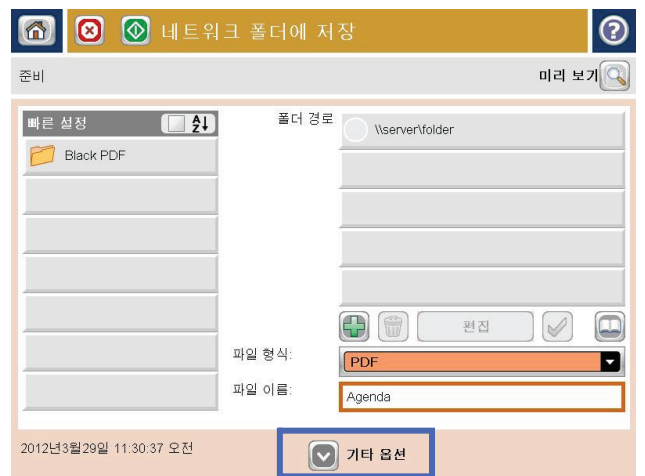 네트워크 폴더에 저장
준비
미리 보기
빠른 설정
폴더 경로
\\server\folder
Black PDF
편집
파일 형식:
PDF
파일 이름:
Agenda
2012년3월29일 11:30:37 오전
기타 옵션